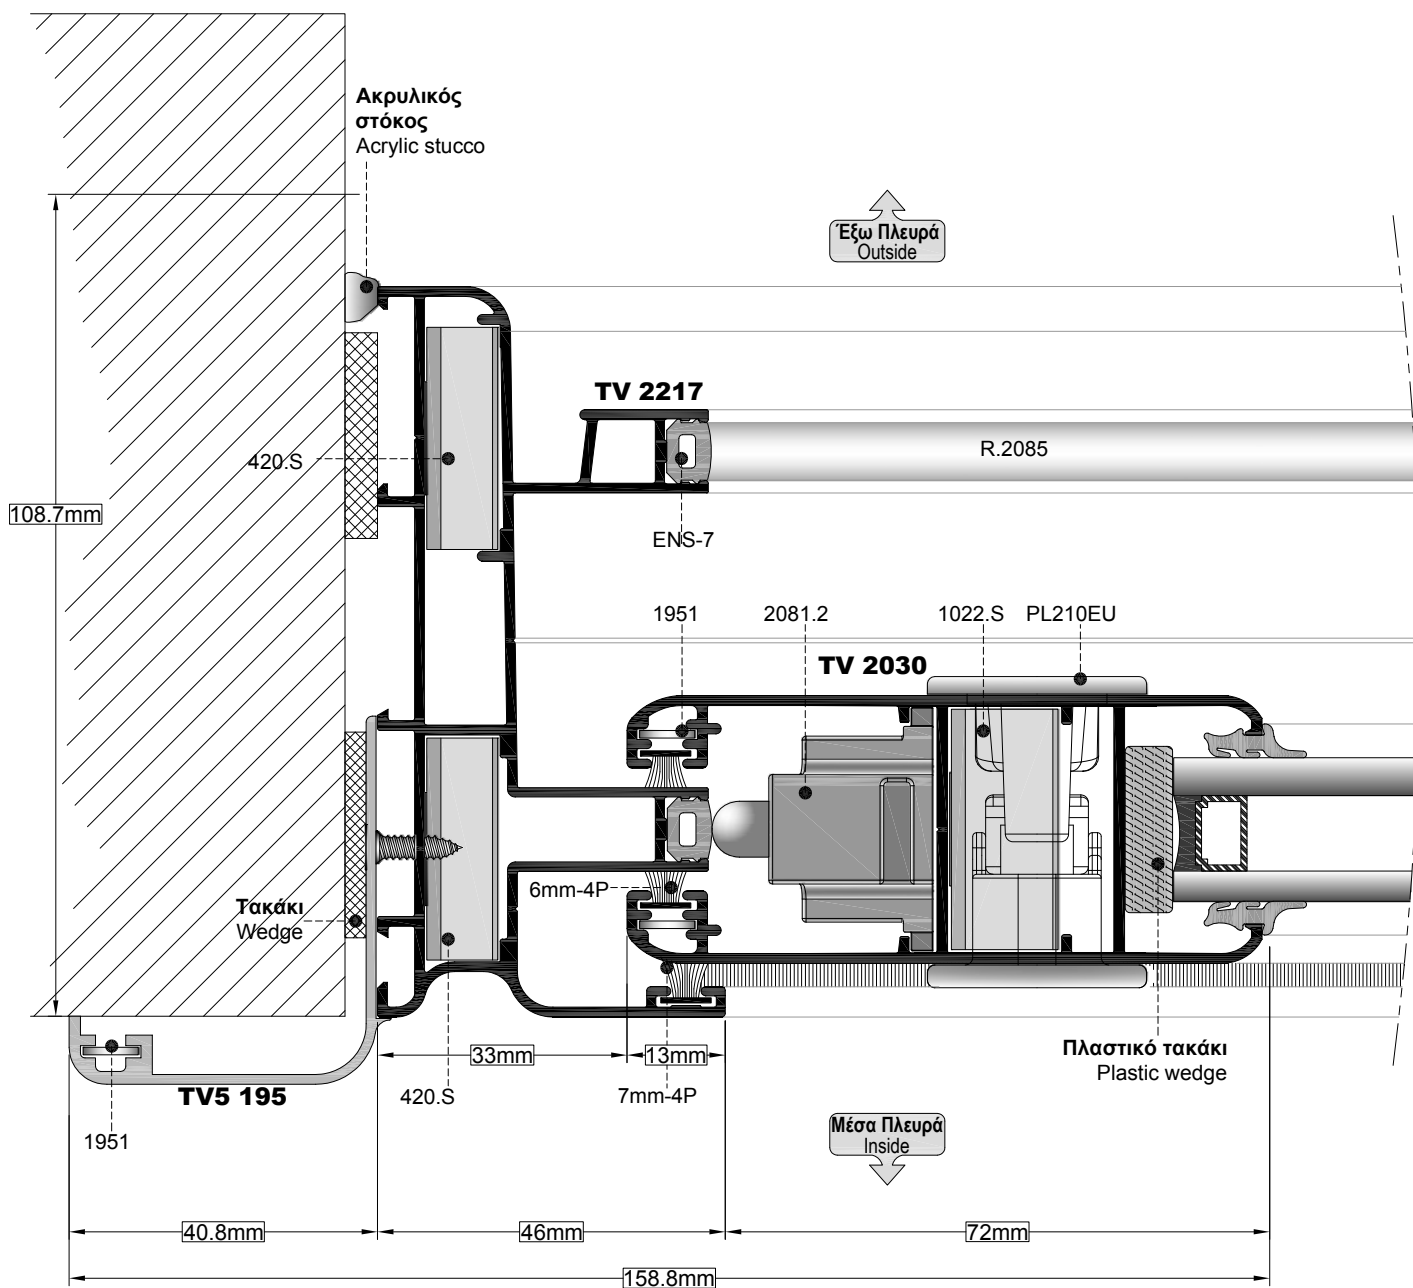 Ακρυλικός
στόκος
Acrylic stucco
Έξω Πλευρά
Outside
TV 2217
R.2085
420.S
108.7mm
ENS-7
1951
2081.2
1022.S
PL210EU
TV 2030
6mm-4P
Τακάκι
Wedge
33mm
13mm
Πλαστικό τακάκι
Plastic wedge
TV5 195
420.S
7mm-4P
1951
Μέσα Πλευρά
Inside
40.8mm
46mm
72mm
158.8mm